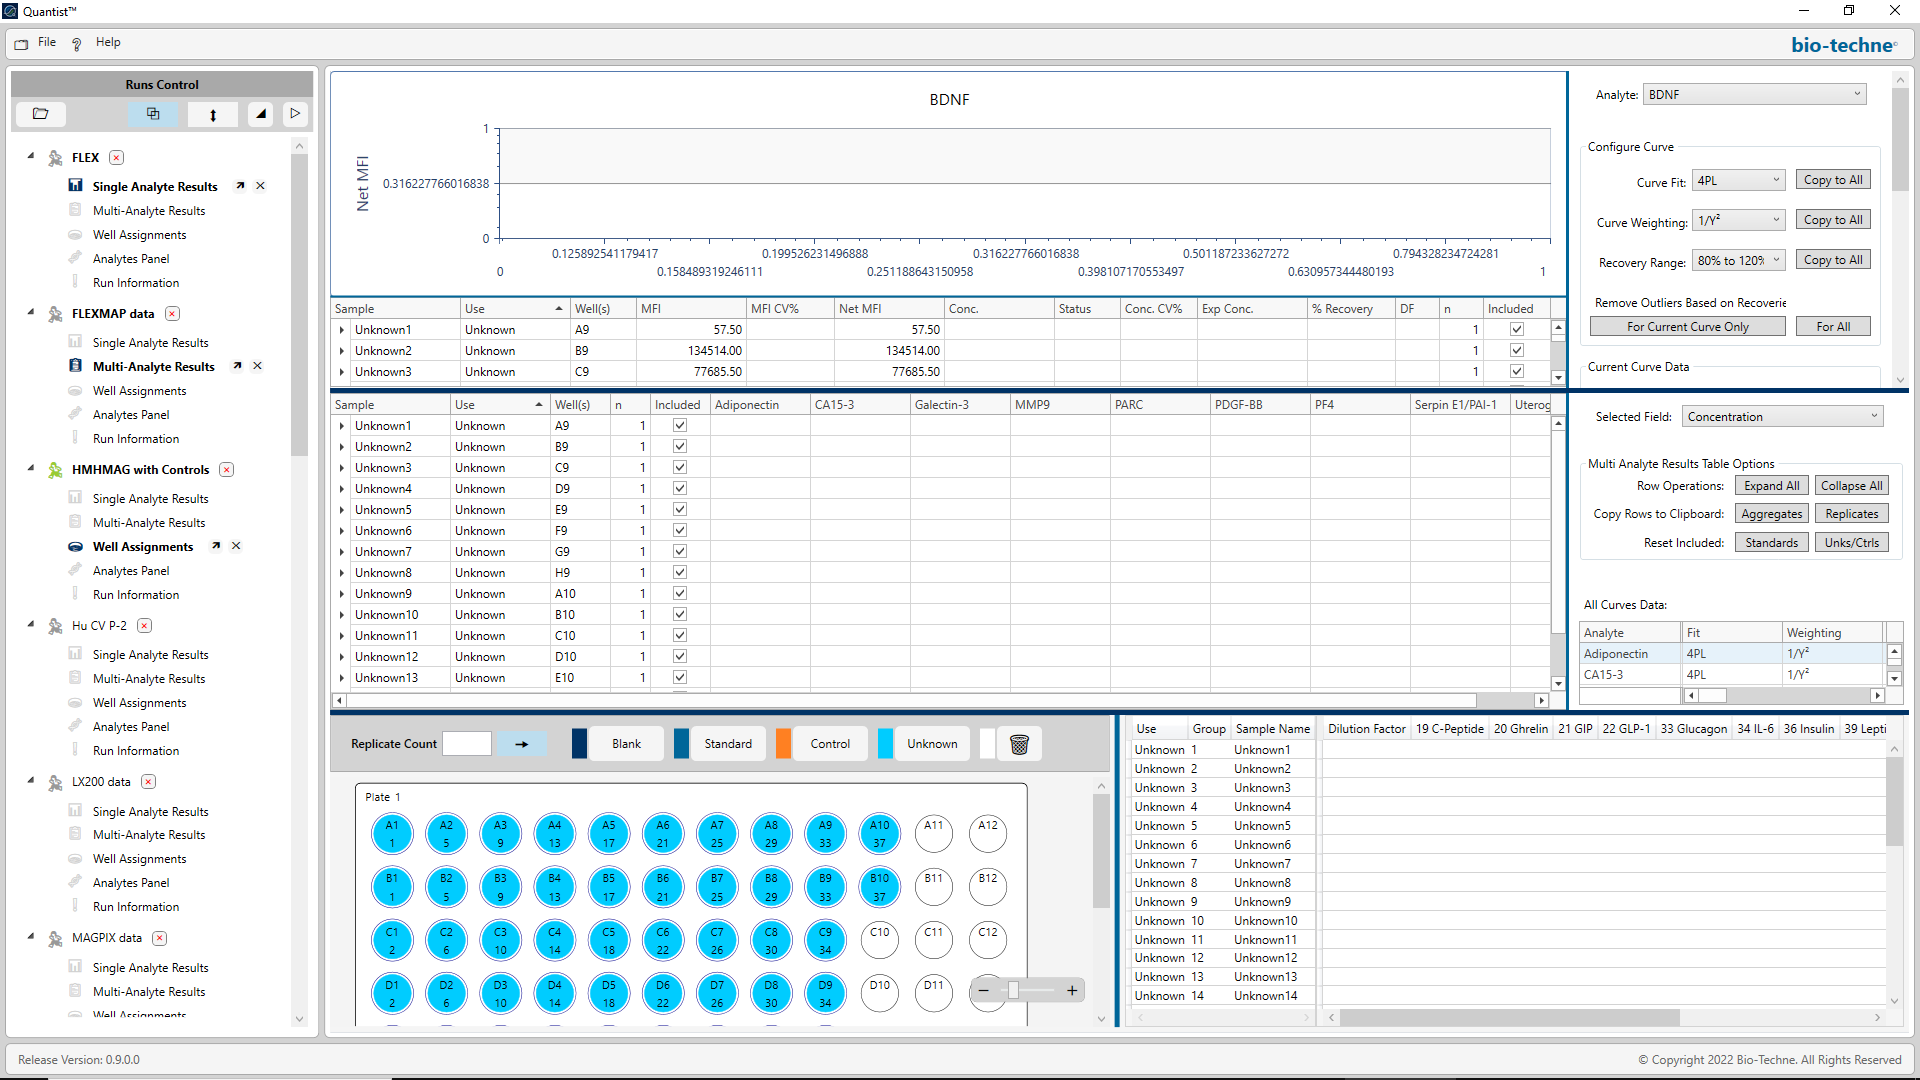 Quantist™
File Help
bio-techne
Runs Control
FLEX
Single Analyte Results
Multi-Analyte Results
Well Assignments
Analytes Panel
Run Information
FLEXMAP data
Single Analyte Results
Multi-Analyte Results
Well Assignments
Analytes Panel
Run Information
HMHMAG with Controls
Single Analyte Results
Multi-Analyte Results
Well Assignments
Analytes Panel
Run Information
Hu CV P-2
Single Analyte Results
Multi-Analyte Results
Well Assignments
Analytes Panel
Run Information
LX200 data
Single Analyte Results
Multi-Analyte Results
Well Assignments
Analytes Panel
Run Information
MAGPIX data
Single Analyte Results
Multi-Analyte Results
Well Assignments
BDNF
Net MFI
1
0.316227766016838
0
0.125892541179417 0.199526231496888 0.316227766016838 0.501187233627272 0.794328234724281
0 0.158489319246111 0.251188643150958 0.398107170553497 0.630957344480193 1
Sample Use Well(s) MFI MFI CV% Net MFI Conc. Status Conc. CV% Exp Conc. % Recovery DF n Included
Unknown1 Unknown A9 57.50 57.50 1
Unknown2 Unknown B9 134514.00 134514.00 1
Unknown3 Unknown C9 77685.50 77685.50 1
Analyte: BDNF
Configure Curve
Curve Fit: 4PL Copy to All
Curve Weighting: 1/Y² Copy to All
Recovery Range: 80% to 120% Copy to All
Remove Outliers Based on Recoverie
For Current Curve Only For All
Current Curve Data
Sample Use Well(s) n Included Adiponectin CA15-3 Galectin-3 MMP9 PARC PDGF-BB PF4 Serpin E1/PAI-1 Uterog
Unknown1 Unknown A9 1
Unknown2 Unknown B9 1
Unknown3 Unknown C9 1
Unknown4 Unknown D9 1
Unknown5 Unknown E9 1
Unknown6 Unknown F9 1
Unknown7 Unknown G9 1
Unknown8 Unknown H9 1
Unknown9 Unknown A10 1
Unknown10 Unknown B10 1
Unknown11 Unknown C10 1
Unknown12 Unknown D10 1
Unknown13 Unknown E10 1
Selected Field: Concentration
Multi Analyte Results Table Options
Row Operations: Expand All Collapse All
Copy Rows to Clipboard: Aggregates Replicates
Reset Included: Standards Unks/Ctrls
All Curves Data:
Analyte Fit Weighting
Adiponectin 4PL 1/Y²
CA15-3 4PL 1/Y²
Replicate Count Blank Standard Control Unknown
Plate 1
A1 A2 A3 A4 A5 A6 A7 A8 A9 A10 A11 A12
1 5 9 13 17 21 25 29 33 37
B1 B2 B3 B4 B5 B6 B7 B8 B9 B10 B11 B12
1 5 9 13 17 21 25 29 33 37
C1 C2 C3 C4 C5 C6 C7 C8 C9 C10 C11 C12
2 6 10 14 18 22 26 30 34
D1 D2 D3 D4 D5 D6 D7 D8 D9 D10 D11
2 6 10 14 18 22 26 30 34
Use Group Sample Name Dilution Factor 19 C-Peptide 20 Ghrelin 21 GIP 22 GLP-1 33 Glucagon 34 IL-6 36 Insulin 39 Lepti
Unknown 1 Unknown1
Unknown 2 Unknown2
Unknown 3 Unknown3
Unknown 4 Unknown4
Unknown 5 Unknown5
Unknown 6 Unknown6
Unknown 7 Unknown7
Unknown 8 Unknown8
Unknown 9 Unknown9
Unknown 10 Unknown10
Unknown 11 Unknown11
Unknown 12 Unknown12
Unknown 13 Unknown13
Unknown 14 Unknown14
Release Version: 0.9.0.0
© Copyright 2022 Bio-Techne. All Rights Reserved